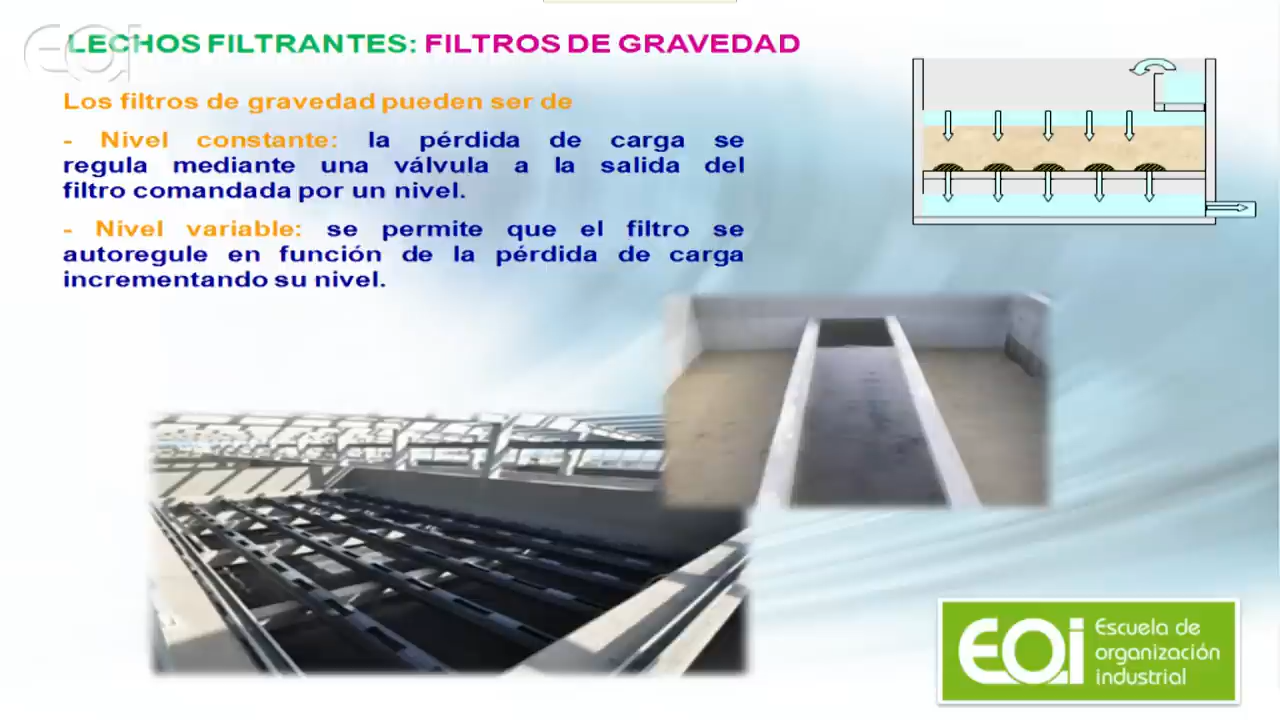 LECHOS FILTRANTES: FILTROS DE GRAVEDAD
EOi
Los filtros de gravedad pueden ser de
- Nivel constante: la pérdida de carga se
regula mediante una válvula a la salida del
filtro comandada por un nivel.
- Nivel variable: se permite que el filtro se
autoregule en función de la pérdida de carga
incrementando su nivel.
EOi
Escuela de
organización
industrial